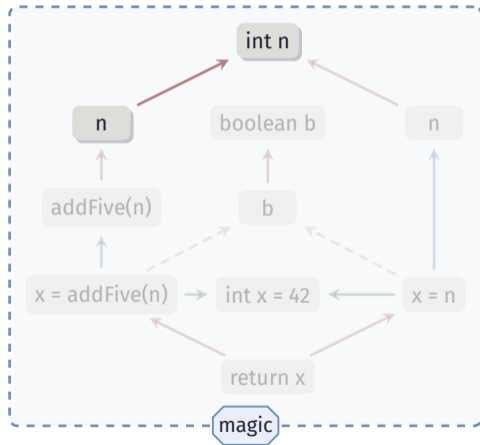 int n
n
boolean b
n
addFive(n)
b
x = addFive(n)
int x = 42
x = n
return x
magic